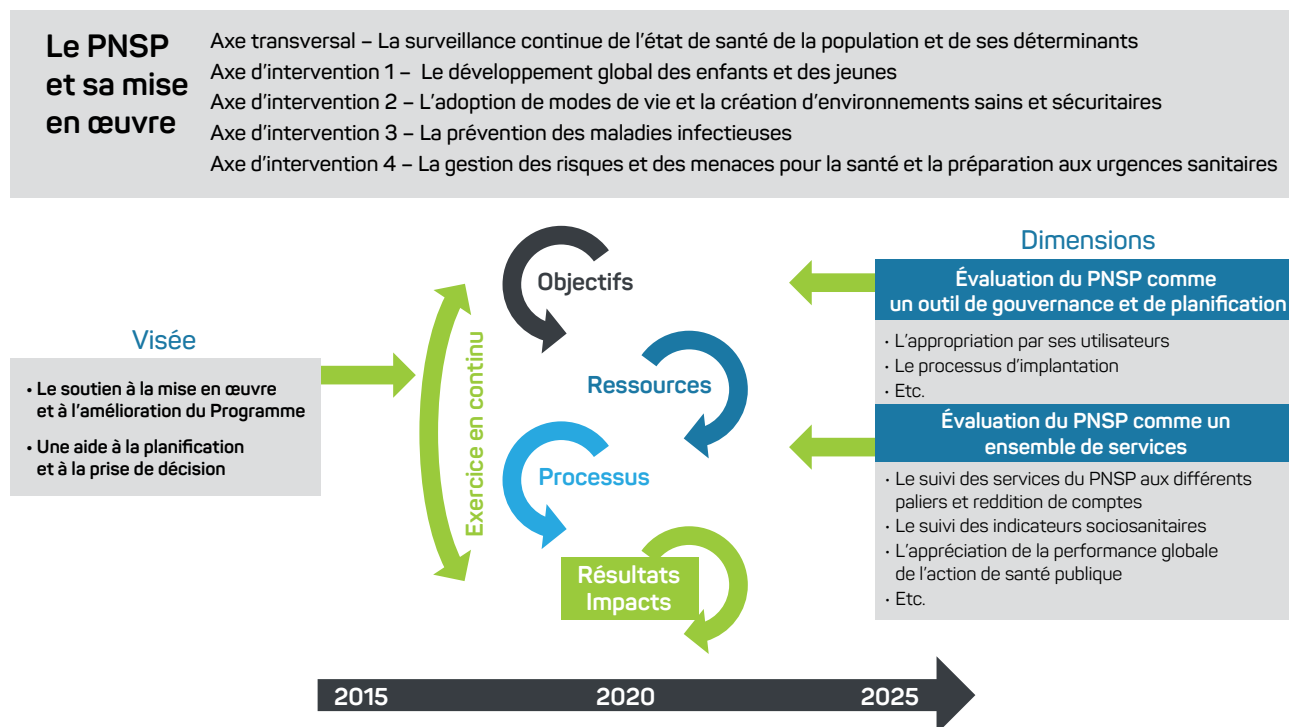 Le PNSP
et sa mise
en œuvre
Axe transversal – La surveillance continue de l'état de santé de la population et de ses déterminants
Axe d'intervention 1 – Le développement global des enfants et des jeunes
Axe d'intervention 2 – L'adoption de modes de vie et la création d'environnements sains et sécuritaires
Axe d'intervention 3 – La prévention des maladies infectieuses
Axe d'intervention 4 – La gestion des risques et des menaces pour la santé et la préparation aux urgences sanitaires
Visée
• Le soutien à la mise en œuvre
et à l'amélioration du Programme
• Une aide à la planification
et à la prise de décision
Exercice en continu
Objectifs
Ressources
Processus
Résultats
Impacts
Dimensions
Évaluation du PNSP comme
un outil de gouvernance et de planification
· L'appropriation par ses utilisateurs
· Le processus d'implantation
· Etc.
Évaluation du PNSP comme un
ensemble de services
· Le suivi des services du PNSP aux différents
paliers et reddition de comptes
· Le suivi des indicateurs sociosanitaires
· L'appréciation de la performance globale
de l'action de santé publique
· Etc.
2015
2020
2025